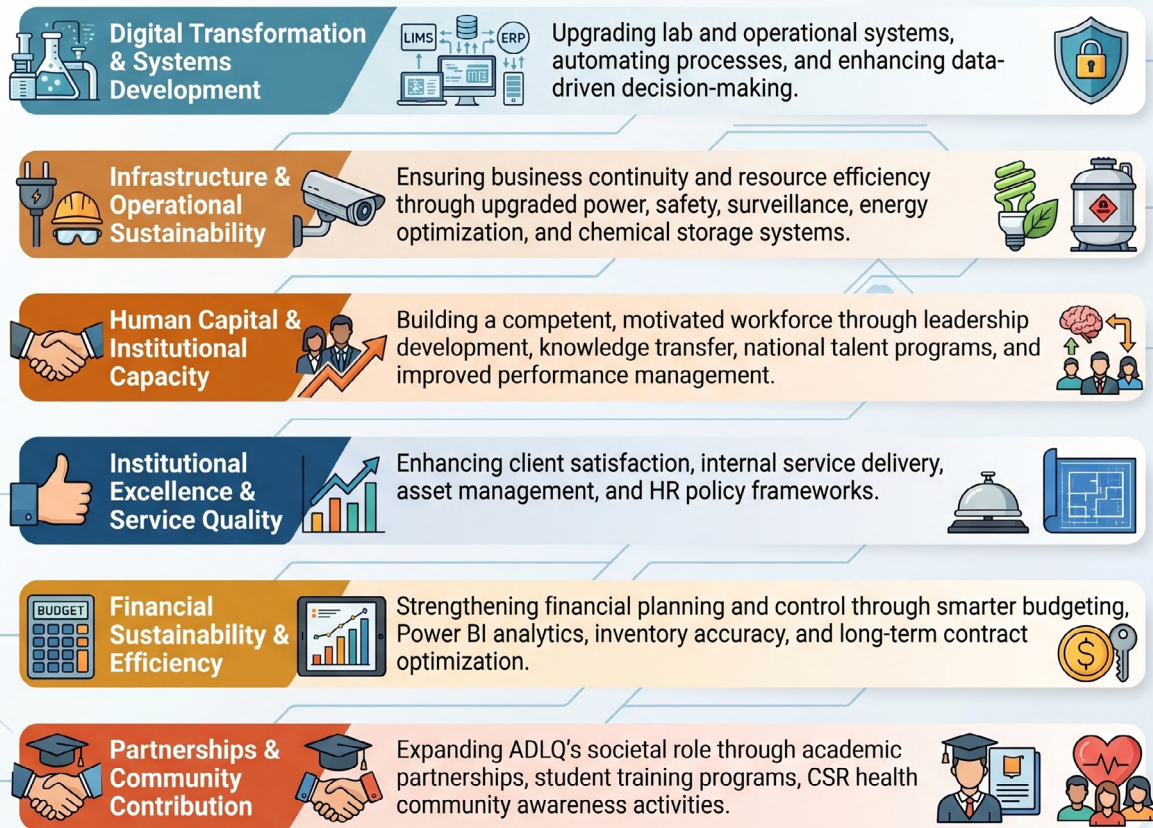 Digital Transformation
& Systems
Development
LIMS
ERP
Upgrading lab and operational systems,
automating processes, and enhancing data-
driven decision-making.
Infrastructure &
Operational
Sustainability
Ensuring business continuity and resource efficiency
through upgraded power, safety, surveillance, energy
optimization, and chemical storage systems.
Human Capital &
Institutional
Capacity
Building a competent, motivated workforce through leadership
development, knowledge transfer, national talent programs, and
improved performance management.
Institutional
Excellence &
Service Quality
Enhancing client satisfaction, internal service delivery,
asset management, and HR policy frameworks.
BUDGET
Financial
Sustainability &
Efficiency
Strengthening financial planning and control through smarter budgeting,
Power BI analytics, inventory accuracy, and long-term contract
optimization.
$
Partnerships &
Community
Contribution
Expanding ADLQ's societal role through academic
partnerships, student training programs, CSR health
community awareness activities.